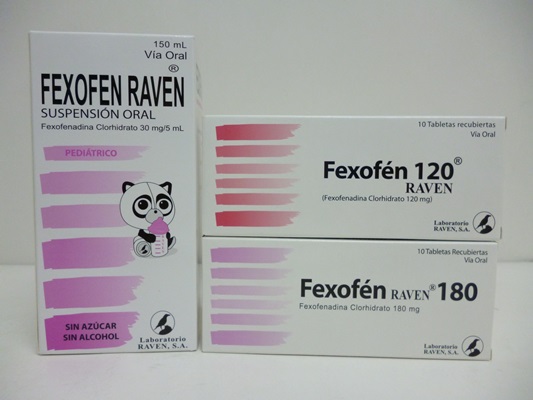 150 mL
Vía Oral
®
FEXOFEN RAVEN
SUSPENSIÓN ORAL
Fexofenadina Clorhidrato 30 mg/5 mL
PEDIÁTRICO
SIN AZÚCAR
SIN ALCOHOL
Laboratorio
RAVEN, S.A.
10 Tabletas recubiertas
Vía Oral
Fexofén 120®
RAVEN
(Fexofenadina Clorhidrato 120 mg)
Laboratorio
RAVEN, S.A.
10 Tabletas Recubiertas
Vía Oral
Fexofén RAVEN® 180
Fexofenadina Clorhidrato 180 mg
Laboratorio
RAVEN, S.A.